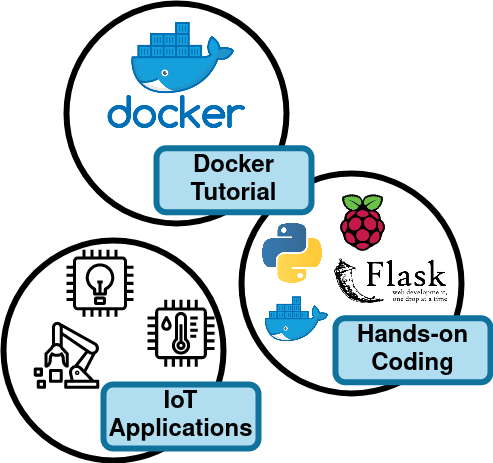 docker
Docker
Tutorial
Flask
web development,
one drop at a time
Hands-on
Coding
IoT
Applications